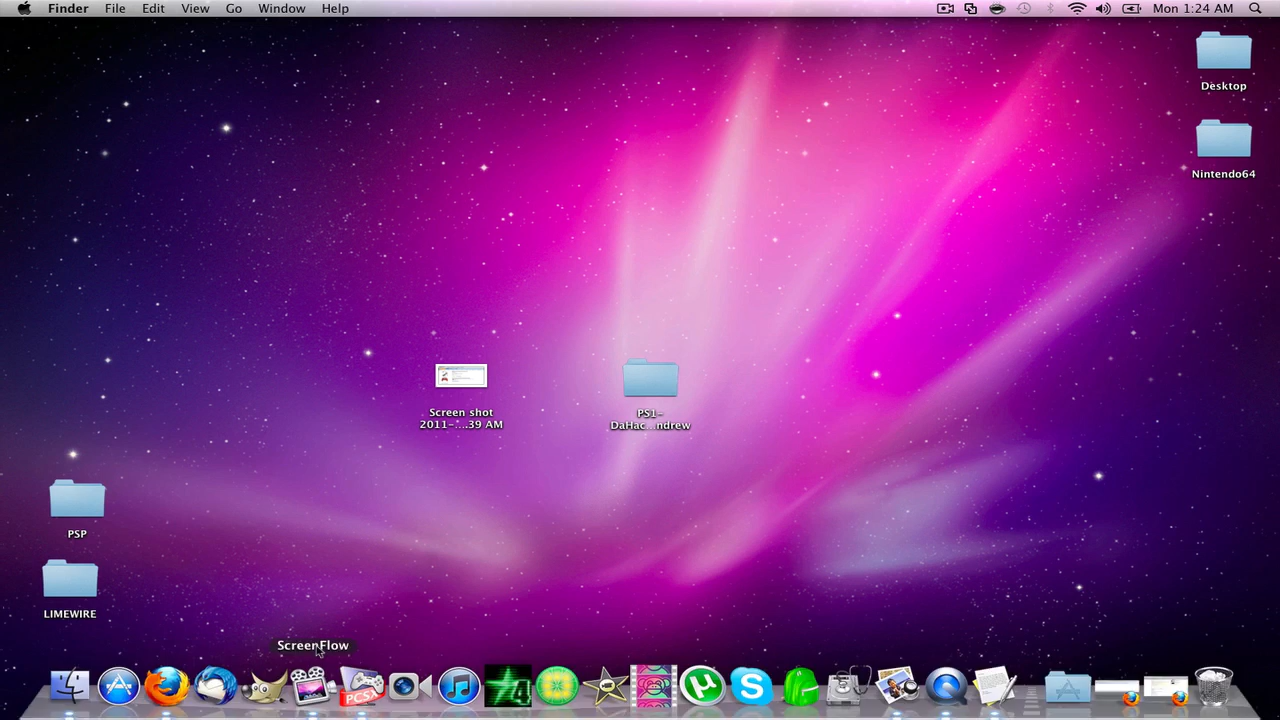 Finder File Edit View Go Window Help Mon 1:24 AM
Desktop
Nintendo64
Screen shot
2011-...39 AM
PS1-
DaHac...ndrew
PSP
LIMEWIRE
ScreenFlow
PCSX